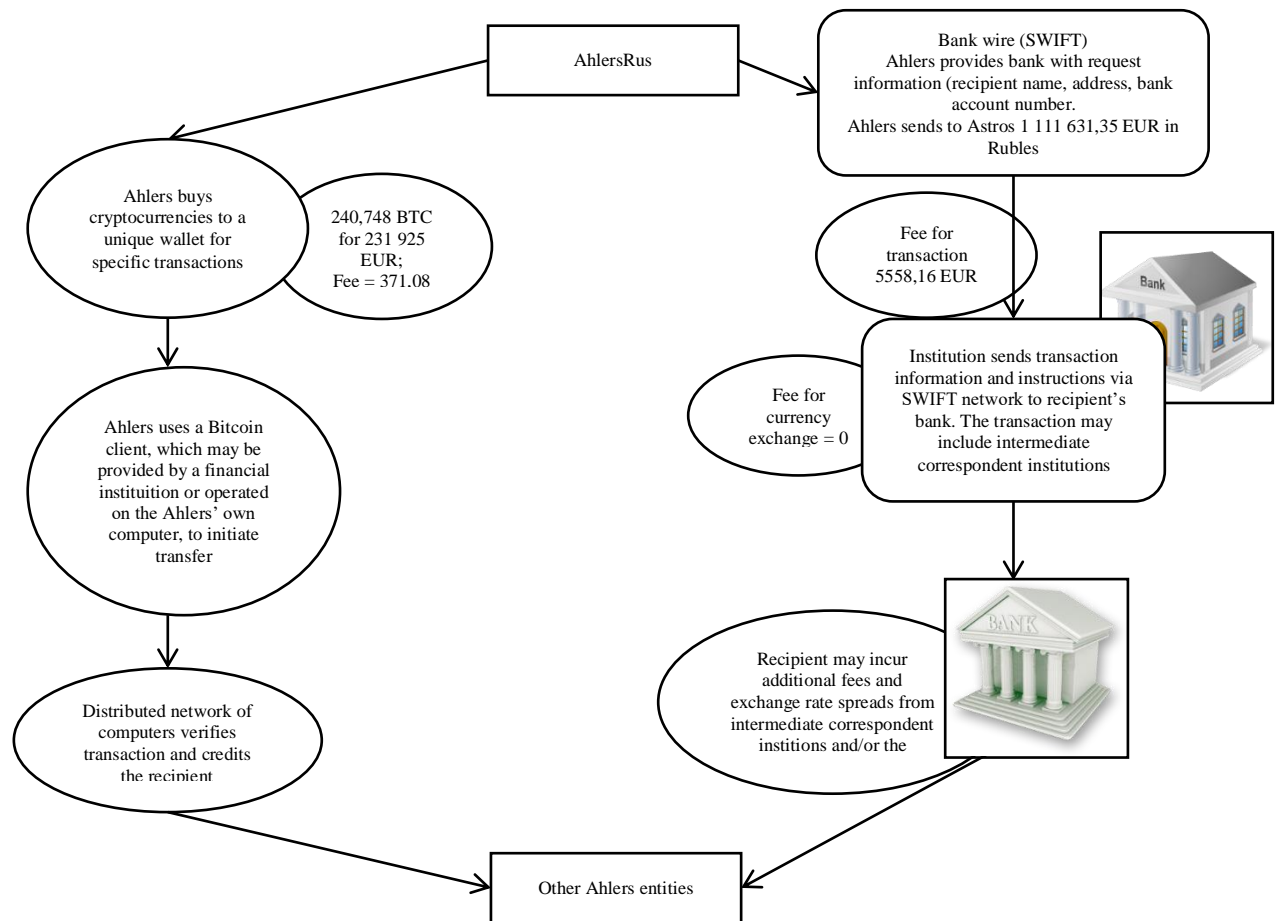 AhlersRus
Bank wire (SWIFT)
Ahlers provides bank with request
information (recipient name, address, bank
account number.
Ahlers sends to Astros 1 111 631,35 EUR in
Rubles
Ahlers buys
cryptocurrencies to a
unique wallet for
specific transactions
240,748 BTC
for 231 925
EUR;
Fee = 371.08
Fee for
transaction
5558,16 EUR
Bank
Institution sends transaction
information and instructions via
SWIFT network to recipient's
bank. The transaction may
include intermediate
correspondent institutions
Fee for
currency
exchange = 0
Ahlers uses a Bitcoin
client, which may be
provided by a financial
instituition or operated
on the Ahlers' own
computer, to initiate
transfer
BANK
Recipient may incur
additional fees and
exchange rate spreads from
intermediate correspondent
institions and/or the
Distributed network of
computers verifies
transaction and credits
the recipient
Other Ahlers entities